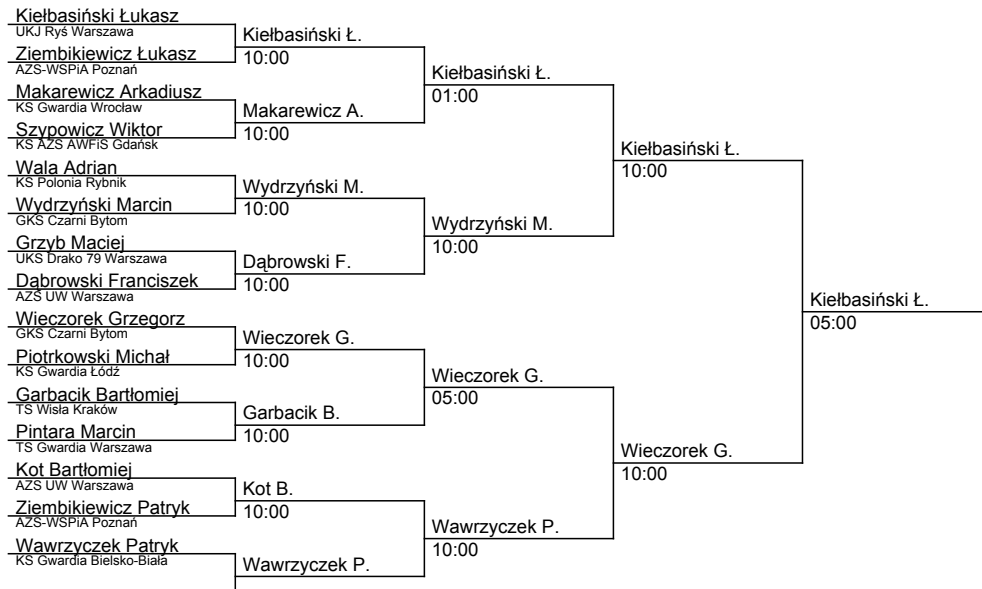 Kiełbasiński Łukasz
UKJ Ryś Warszawa
Ziembikiewicz Łukasz
AZS-WSPiA Poznań
Makarewicz Arkadiusz
KS Gwardia Wrocław
Szypowicz Wiktor
KS AZS AWFiS Gdańsk
Wala Adrian
KS Polonia Rybnik
Wydrzyński Marcin
GKS Czarni Bytom
Grzyb Maciej
UKS Drako 79 Warszawa
Dąbrowski Franciszek
AZS UW Warszawa
Wieczorek Grzegorz
GKS Czarni Bytom
Piotrkowski Michał
KS Gwardia Łódź
Garbacik Bartłomiej
TS Wisła Kraków
Pintara Marcin
TS Gwardia Warszawa
Kot Bartłomiej
AZS UW Warszawa
Ziembikiewicz Patryk
AZS-WSPiA Poznań
Wawrzyczek Patryk
KS Gwardia Bielsko-Biała
Kiełbasiński Ł.
10:00
Makarewicz A.
10:00
Wydrzyński M.
10:00
Dąbrowski F.
10:00
Wieczorek G.
10:00
Garbacik B.
10:00
Kot B.
10:00
Wawrzyczek P.
Kiełbasiński Ł.
01:00
Wydrzyński M.
10:00
Wieczorek G.
05:00
Wawrzyczek P.
10:00
Kiełbasiński Ł.
10:00
Wieczorek G.
10:00
Kiełbasiński Ł.
05:00